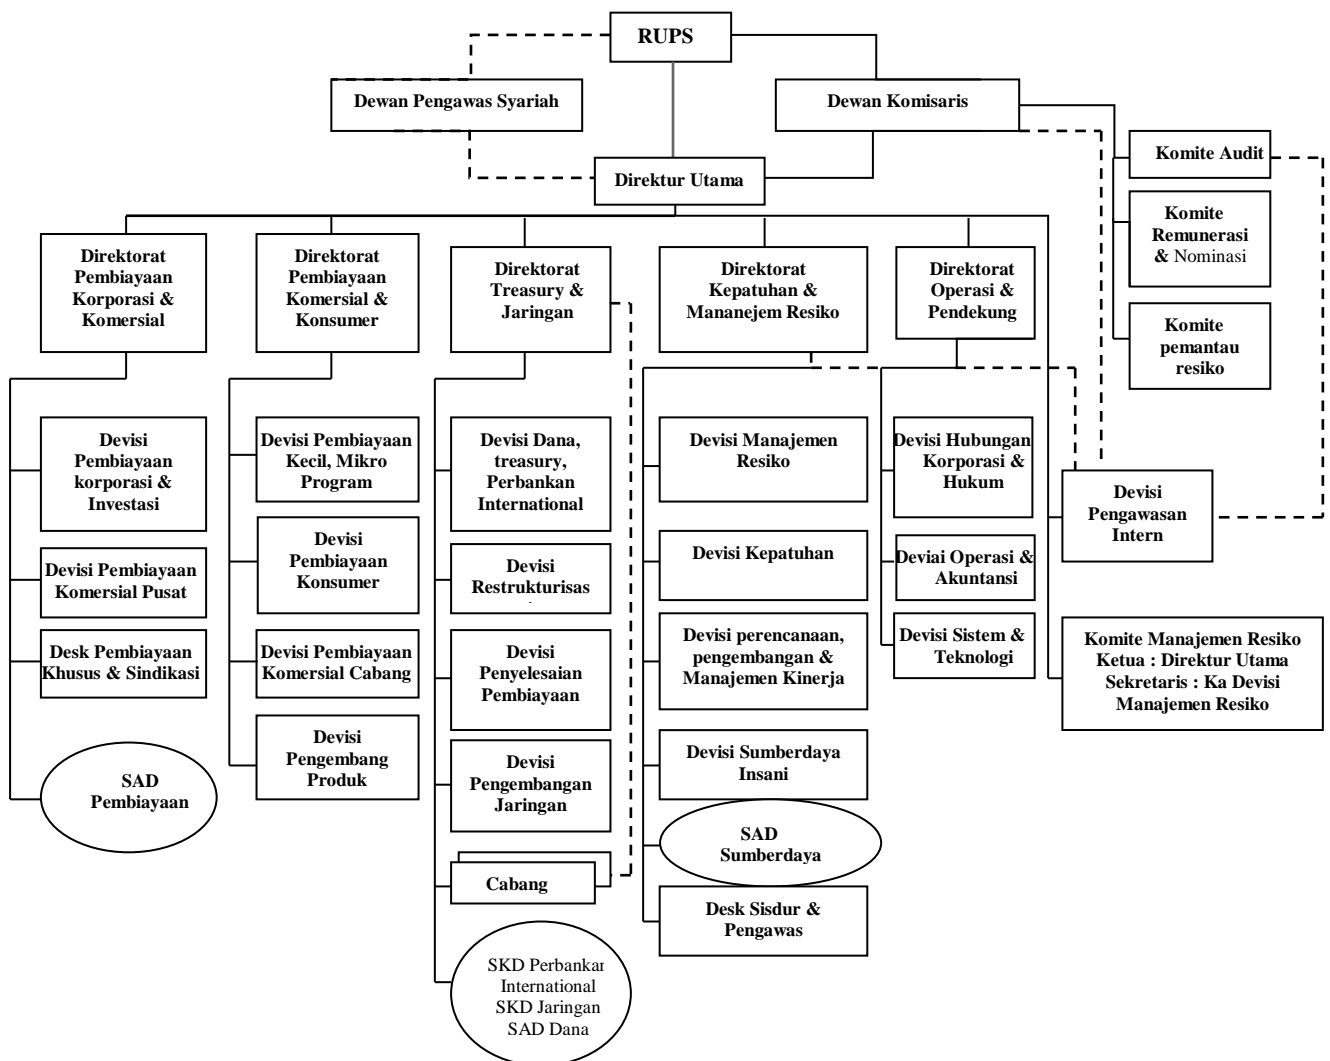 RUPS
Dewan Pengawas Syariah
Dewan Komisaris
Direktur Utama
Komite Audit
Komite
Remunerasi
& Nominasi
Komite
pemantau
resiko
Direktorat
Pembiayaan
Korporasi &
Komersial
Direktorat
Pembiayaan
Komersial &
Konsumer
Direktorat
Treasury &
Jaringan
Direktorat
Kepatuhan &
Mananejem Resiko
Direktorat
Operasi &
Pendekung
Devisi
Pembiayaan
korporasi &
Investasi
Devisi Pembiayaan
Komersial Pusat
Desk Pembiayaan
Khusus & Sindikasi
SAD
Pembiayaan
Devisi Pembiayaan
Kecil, Mikro
Program
Devisi
Pembiayaan
Konsumer
Devisi Pembiayaan
Komersial Cabang
Devisi
Pengembang
Produk
Devisi Dana,
treasury,
Perbankan
International
Devisi
Restrukturisas
Devisi
Penyelesaian
Pembiayaan
Devisi
Pengembangan
Jaringan
Cabang
SKD Perbankan
International
SKD Jaringan
SAD Dana
Devisi Manajemen
Resiko
Devisi Kepatuhan
Devisi perencanaan,
pengembangan &
Manajemen Kinerja
Devisi Sumberdaya
Insani
SAD
Sumberdaya
Desk Sisdur &
Pengawas
Devisi Hubungan
Korporasi &
Hukum
Deviai Operasi &
Akuntansi
Devisi Sistem &
Teknologi
Devisi
Pengawasan
Intern
Komite Manajemen Resiko
Ketua : Direktur Utama
Sekretaris : Ka Devisi
Manajemen Resiko